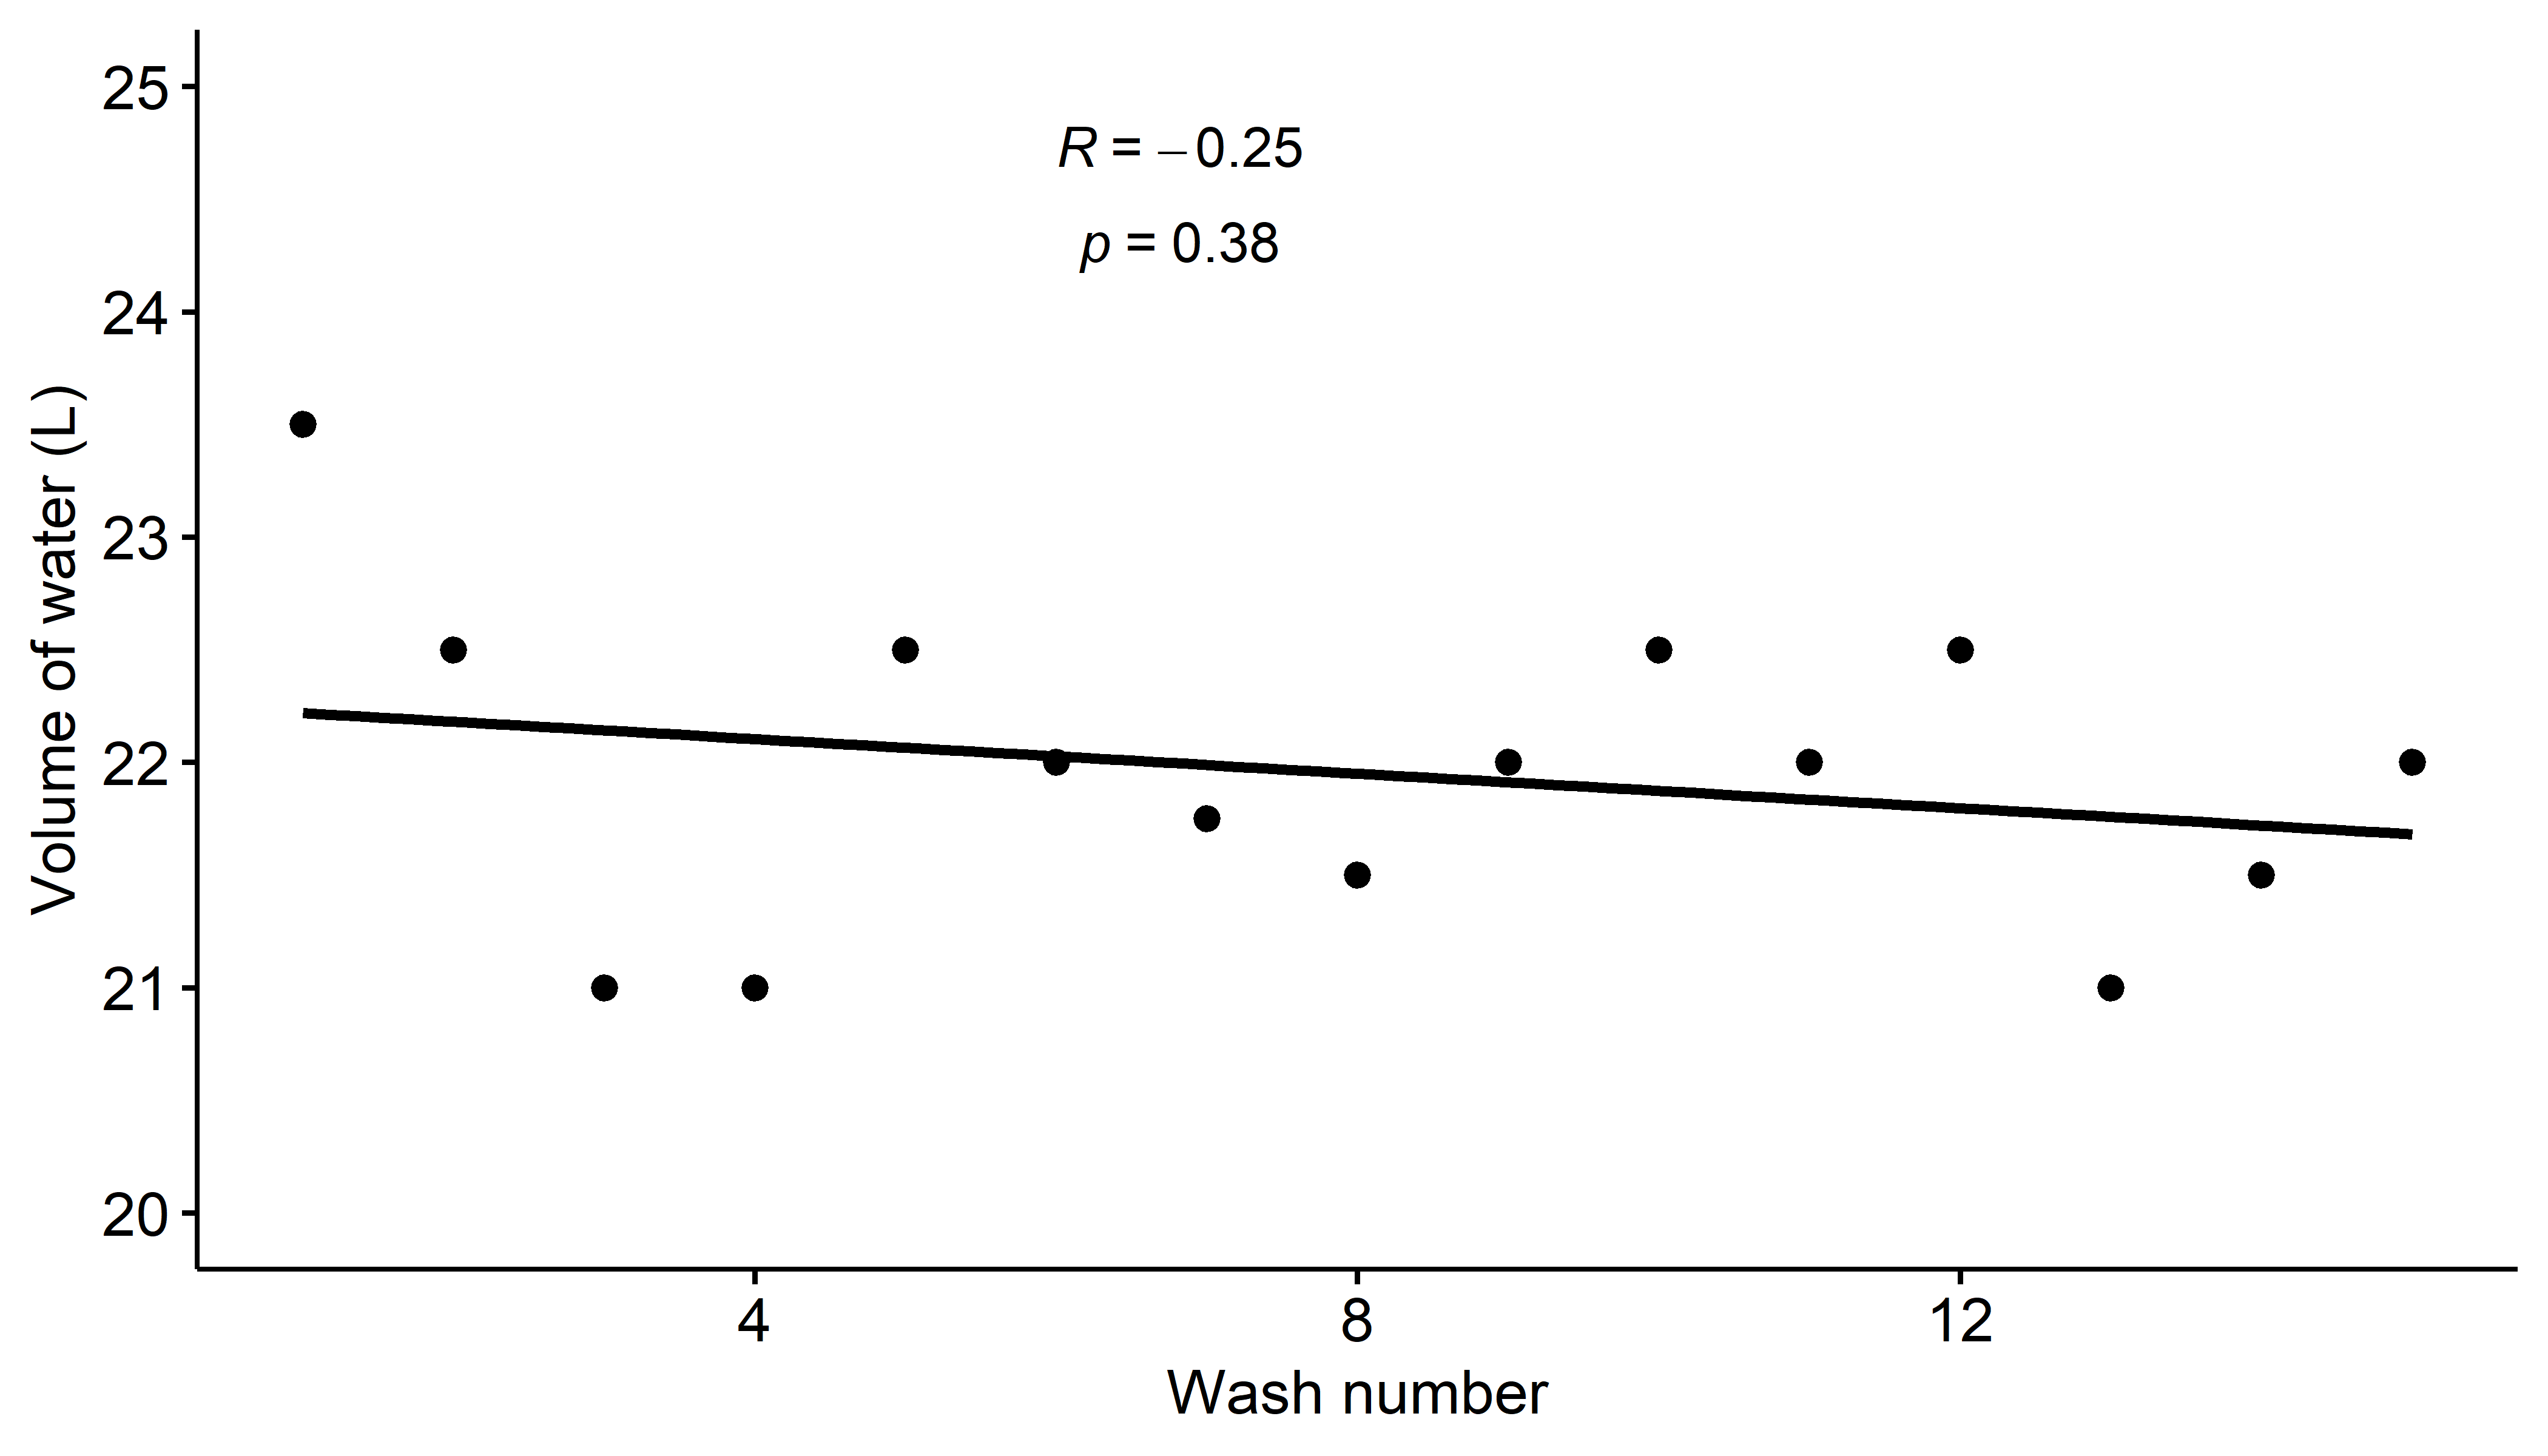 Volume of water (L)
25
24
23
22
21
20
R = −0.25
p = 0.38
4 8 12
Wash number